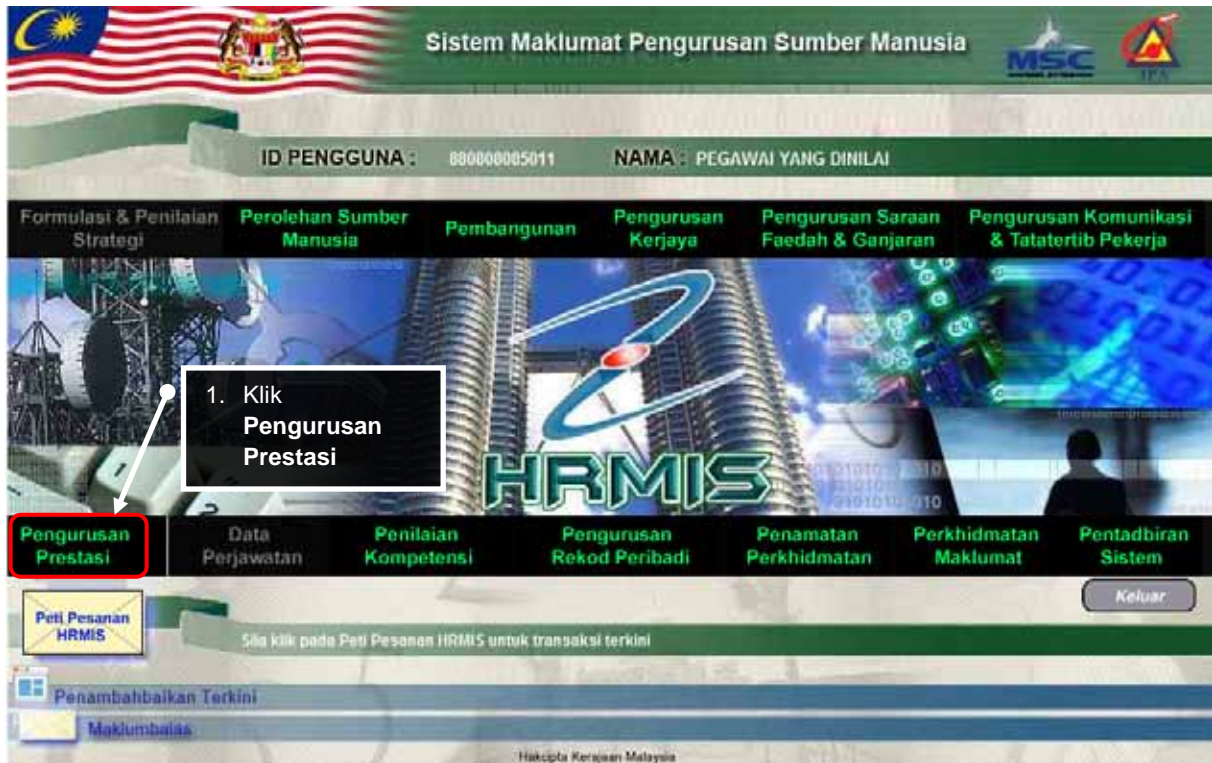 Sistem Maklumat Pengurusan Sumber Manusia
MSC
ID PENGGUNA : 880808085011 NAMA : PEGAWAI YANG DINILAI
Formulasi & Penilaian Strategi
Perolehan Sumber Manusia
Pembangunan
Pengurusan Kerjaya
Pengurusan Saraan Faedah & Ganjaran
Pengurusan Komunikasi & Tatatertib Pekerja
1. Klik
Pengurusan
Prestasi
HRMIS
Pengurusan Prestasi
Data Perjawatan
Penilaian Kompetensi
Pengurusan Rekod Peribadi
Penamatan Perkhidmatan
Perkhidmatan Maklumat
Pentadbiran Sistem
Keluar
Peti Pesanan
HRMIS
Sila klik pada Peti Pesanan HRMIS untuk transaksi terkini
Penambahbaikan Terkini
Maklumbalas
Hakcipta Kerajaan Malaysia